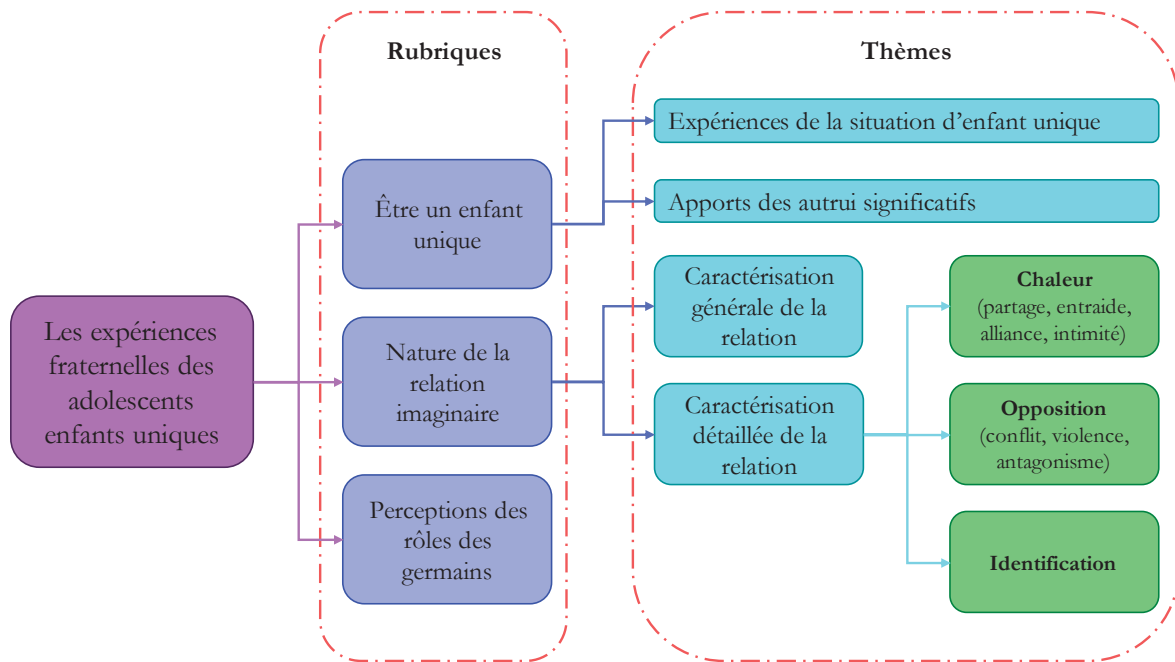 Rubriques
Thèmes
Les expériences
fraternelles des
adolescents
enfants uniques
Être un enfant
unique
Nature de la
relation
imaginaire
Perceptions des
rôles des
germains
Expériences de la situation d'enfant unique
Apports des autrui significatifs
Caractérisation
générale de la
relation
Caractérisation
détaillée de la
relation
Chaleur
(partage, entraide,
alliance, intimité)
Opposition
(conflit, violence,
antagonisme)
Identification